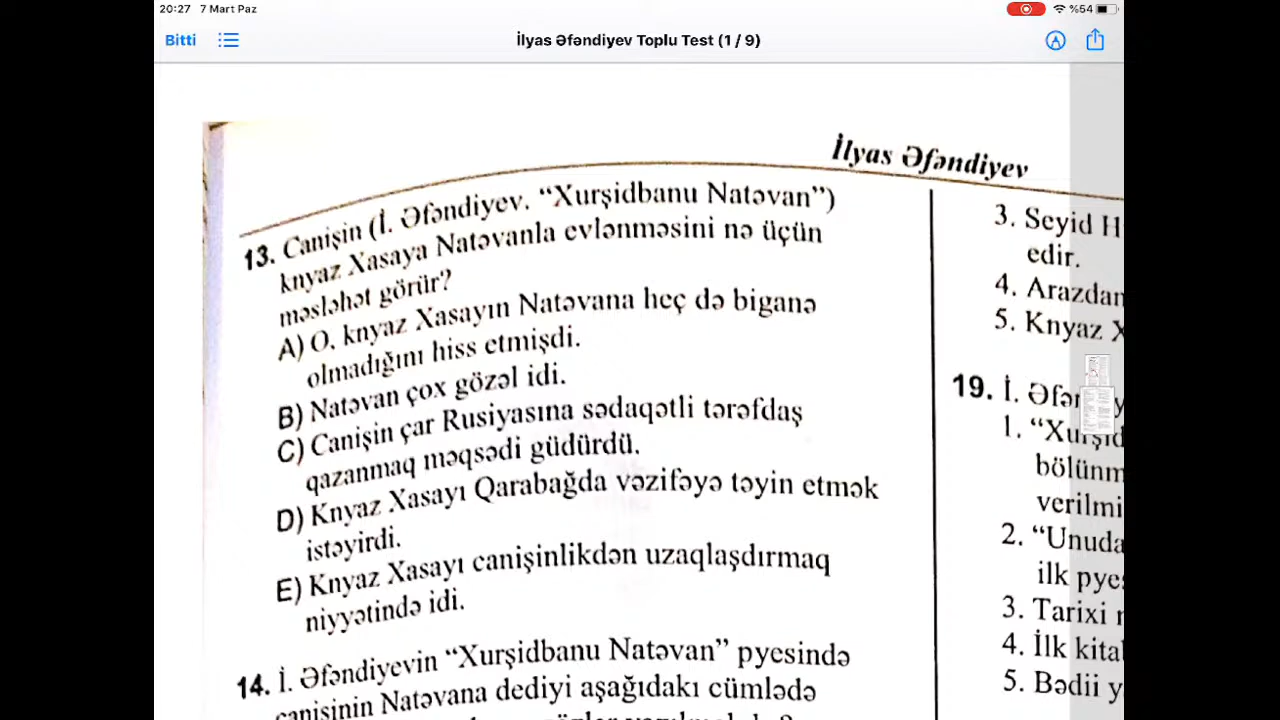 20:27 7 Mart Paz
%54
Bitti
İlyas Əfəndiyev Toplu Test (1 / 9)
İlyas Əfəndiyev
13. Canişin (İ. Əfəndiyev. “Xurşidbanu Natəvan”)
knyaz Xasaya Natəvanla evlənməsini nə üçün
məsləhət görür?
A) O, knyaz Xasayın Natəvana heç də biganə
olmadığını hiss etmişdi.
B) Natəvan çox gözəl idi.
C) Canişin çar Rusiyasına sədaqətli tərəfdaş
qazanmaq məqsədi güdürdü.
D) Knyaz Xasayı Qarabağda vəzifəyə təyin etmək
istəyirdi.
E) Knyaz Xasayı canişinlikdən uzaqlaşdırmaq
niyyətində idi.
14. İ. Əfəndiyevin “Xurşidbanu Natəvan” pyesində
canişinin Natəvana dediyi aşağıdakı cümlədə
3. Seyid H
edir.
4. Arazdan
5. Knyaz X
19. İ. Əfən
1. “Xurşid
bölünm
verilmi
2. “Unuda
ilk pye
3. Tarixi
4. İlk kita
5. Bədii y